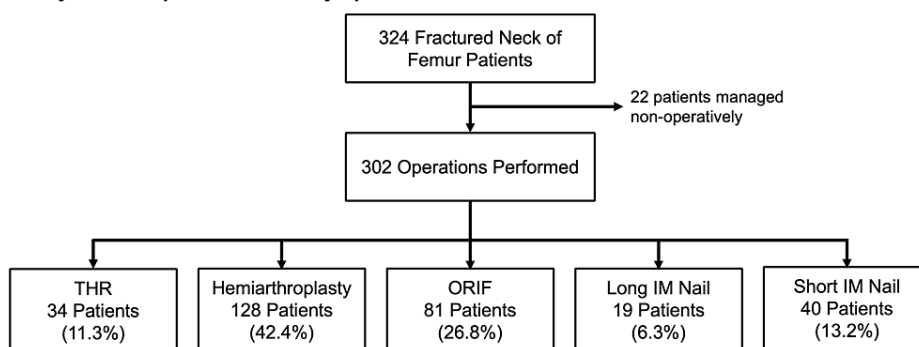 324 Fractured Neck of
Femur Patients
22 patients managed
non-operatively
302 Operations Performed
THR
34 Patients
(11.3%)
Hemiarthroplasty
128 Patients
(42.4%)
ORIF
81 Patients
(26.8%)
Long IM Nail
19 Patients
(6.3%)
Short IM Nail
40 Patients
(13.2%)